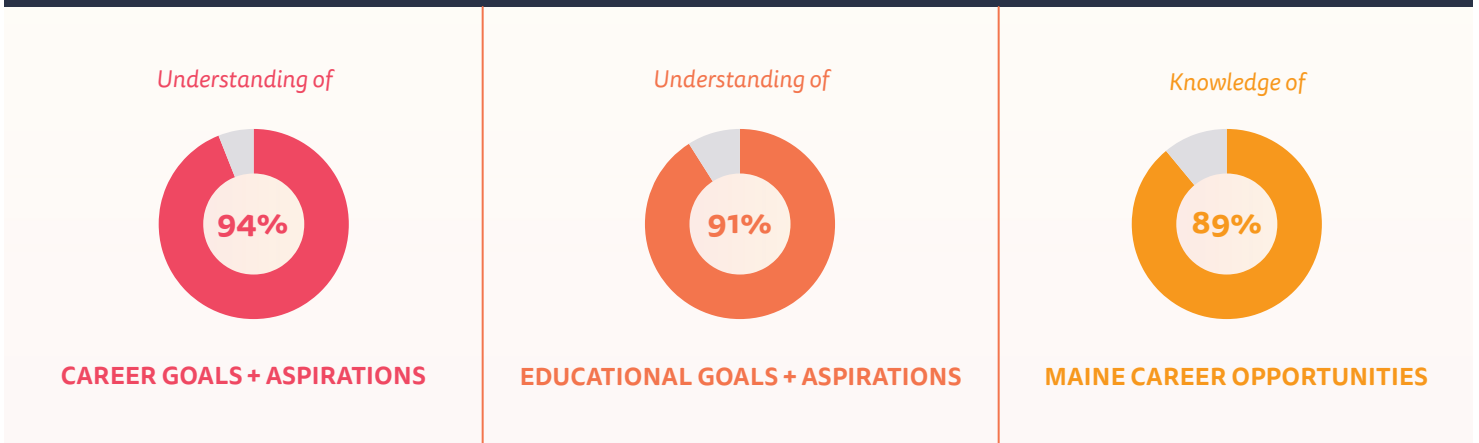 Understanding of
94%
CAREER GOALS + ASPIRATIONS
Understanding of
91%
EDUCATIONAL GOALS + ASPIRATIONS
Knowledge of
89%
MAINE CAREER OPPORTUNITIES